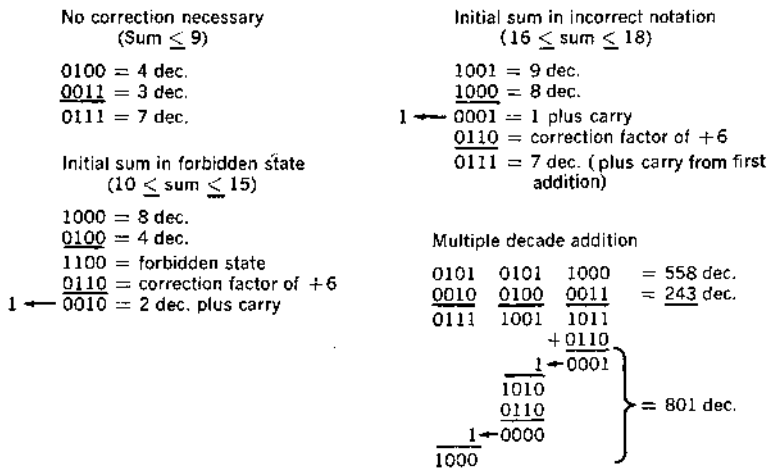 No correction necessary
(Sum ≤ 9)
0100 = 4 dec.
0011 = 3 dec.
0111 = 7 dec.
Initial sum in forbidden state
(10 ≤ sum ≤ 15)
1000 = 8 dec.
0100 = 4 dec.
1100 = forbidden state
0110 = correction factor of +6
1 ← 0010 = 2 dec. plus carry
Initial sum in incorrect notation
(16 ≤ sum ≤ 18)
1001 = 9 dec.
1000 = 8 dec.
1 ← 0001 = 1 plus carry
0110 = correction factor of +6
0111 = 7 dec. (plus carry from first
addition)
Multiple decade addition
0101 0101 1000 = 558 dec.
0010 0100 0011 = 243 dec.
0111 1001 1011
+0110
1←0001
1010
0110
= 801 dec.
1←0000
1000